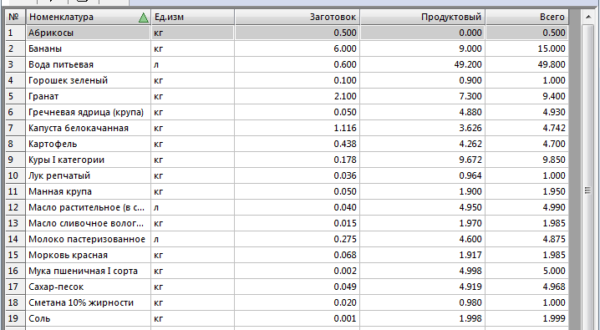 № Номенклатура Ед.изм Заготовок Продуктовый Всего
1 Абрикосы кг 0.500 0.000 0.500
2 Бананы кг 6.000 9.000 15.000
3 Вода питьевая л 0.600 49.200 49.800
4 Горошек зеленый кг 0.100 0.900 1.000
5 Гранат кг 2.100 7.300 9.400
6 Гречневая ядрица (крупа) кг 0.050 4.880 4.930
7 Капуста белокачанная кг 1.116 3.626 4.742
8 Картофель кг 0.438 4.262 4.700
9 Куры I категории кг 0.178 9.672 9.850
10 Лук репчатый кг 0.036 0.964 1.000
11 Манная крупа кг 0.050 1.900 1.950
12 Масло растительное (в с... л 0.040 4.950 4.990
13 Масло сливочное волог... кг 0.015 1.970 1.985
14 Молоко пастеризованное л 0.275 4.600 4.875
15 Морковь красная кг 0.068 1.917 1.985
16 Мука пшеничная I сорта кг 0.002 4.998 5.000
17 Сахар-песок кг 0.049 4.919 4.968
18 Сметана 10% жирности кг 0.020 0.980 1.000
19 Соль кг 0.001 1.998 1.999